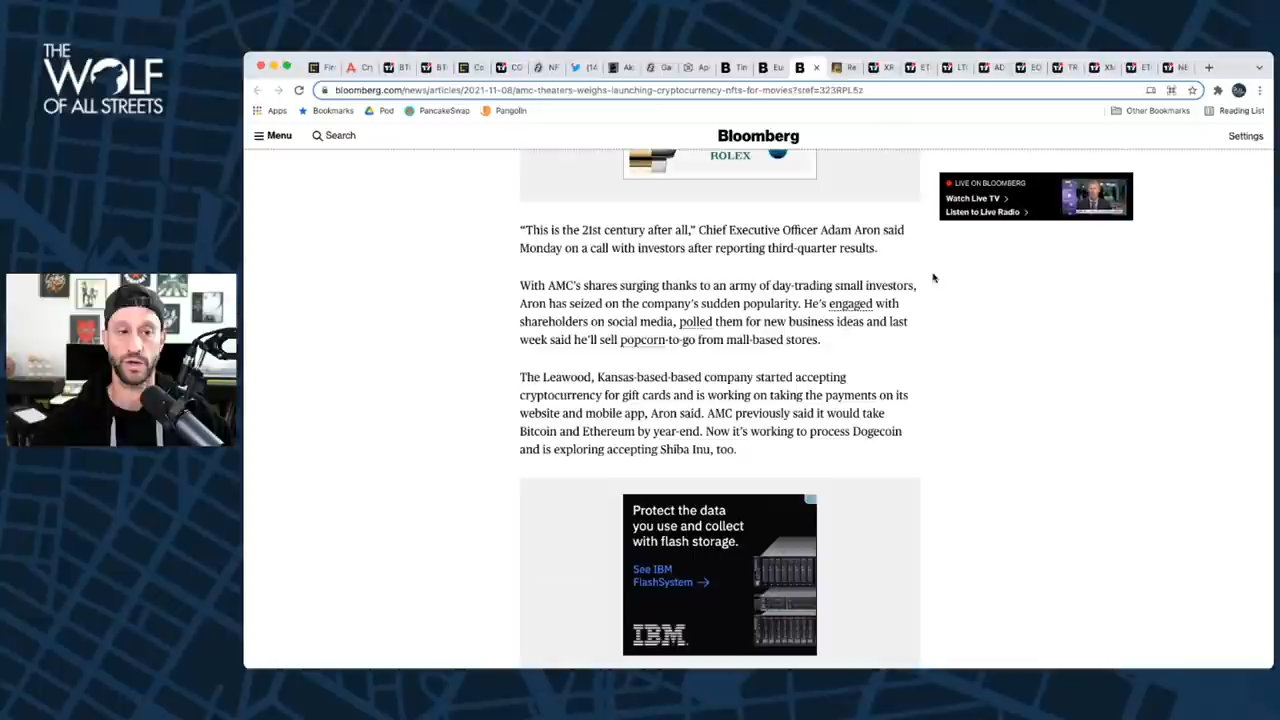 THE
WOLF
OF ALL STREETS
bloomberg.com/news/articles/2021-11-08/amc-theaters-weighs-launching-cryptocurrency-nfts-for-movies?sref=323RPL5z
Apps
Bookmarks
Pod
PancakeSwap
Pangolin
Other Bookmarks
Reading List
Menu
Search
Bloomberg
Settings
ROLEX
LIVE ON BLOOMBERG
Watch Live TV
Listen to Live Radio
“This is the 21st century after all,” Chief Executive Officer Adam Aron said
Monday on a call with investors after reporting third-quarter results.
With AMC’s shares surging thanks to an army of day-trading small investors,
Aron has seized on the company’s sudden popularity. He’s engaged with
shareholders on social media, polled them for new business ideas and last
week said he’ll sell popcorn-to-go from mall-based stores.
The Leawood, Kansas-based-based company started accepting
cryptocurrency for gift cards and is working on taking the payments on its
website and mobile app, Aron said. AMC previously said it would take
Bitcoin and Ethereum by year-end. Now it’s working to process Dogecoin
and is exploring accepting Shiba Inu, too.
Protect the data
you use and collect
with flash storage.
See IBM
FlashSystem
IBM